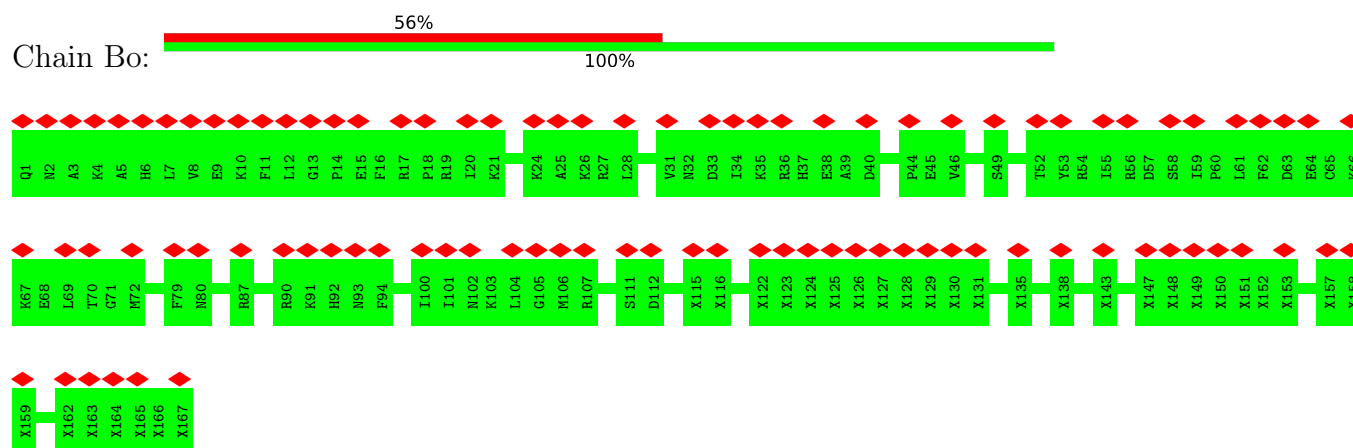 56%
Chain Bo:
100%
Q1 N2 A3 K4 A5 H6 L7 V8 E9 K10 F11 L12 G13 P14 E15 F16 R17 P18 R19 I20 K21 K24 A25 K26 R27 L28 V31 N32 D33 I34 K35 R36 H37 E38 A39 D40 P44 E45 V46 S49 T52 Y53 R54 I55 R56 D57 S58 I59 P60 L61 F62 D63 E64 C65 K66
K67 E68 L69 T70 G71 M72 F79 N80 R87 R90 K91 H92 N93 F94 I100 I101 N102 K103 L104 G105 M106 R107 S111 D112 X115 X116 X122 X123 X124 X125 X126 X127 X128 X129 X130 X131 X135 X138 X143 X147 X148 X149 X150 X151 X152 X153 X157 X158
X159 X162 X163 X164 X165 X166 X167